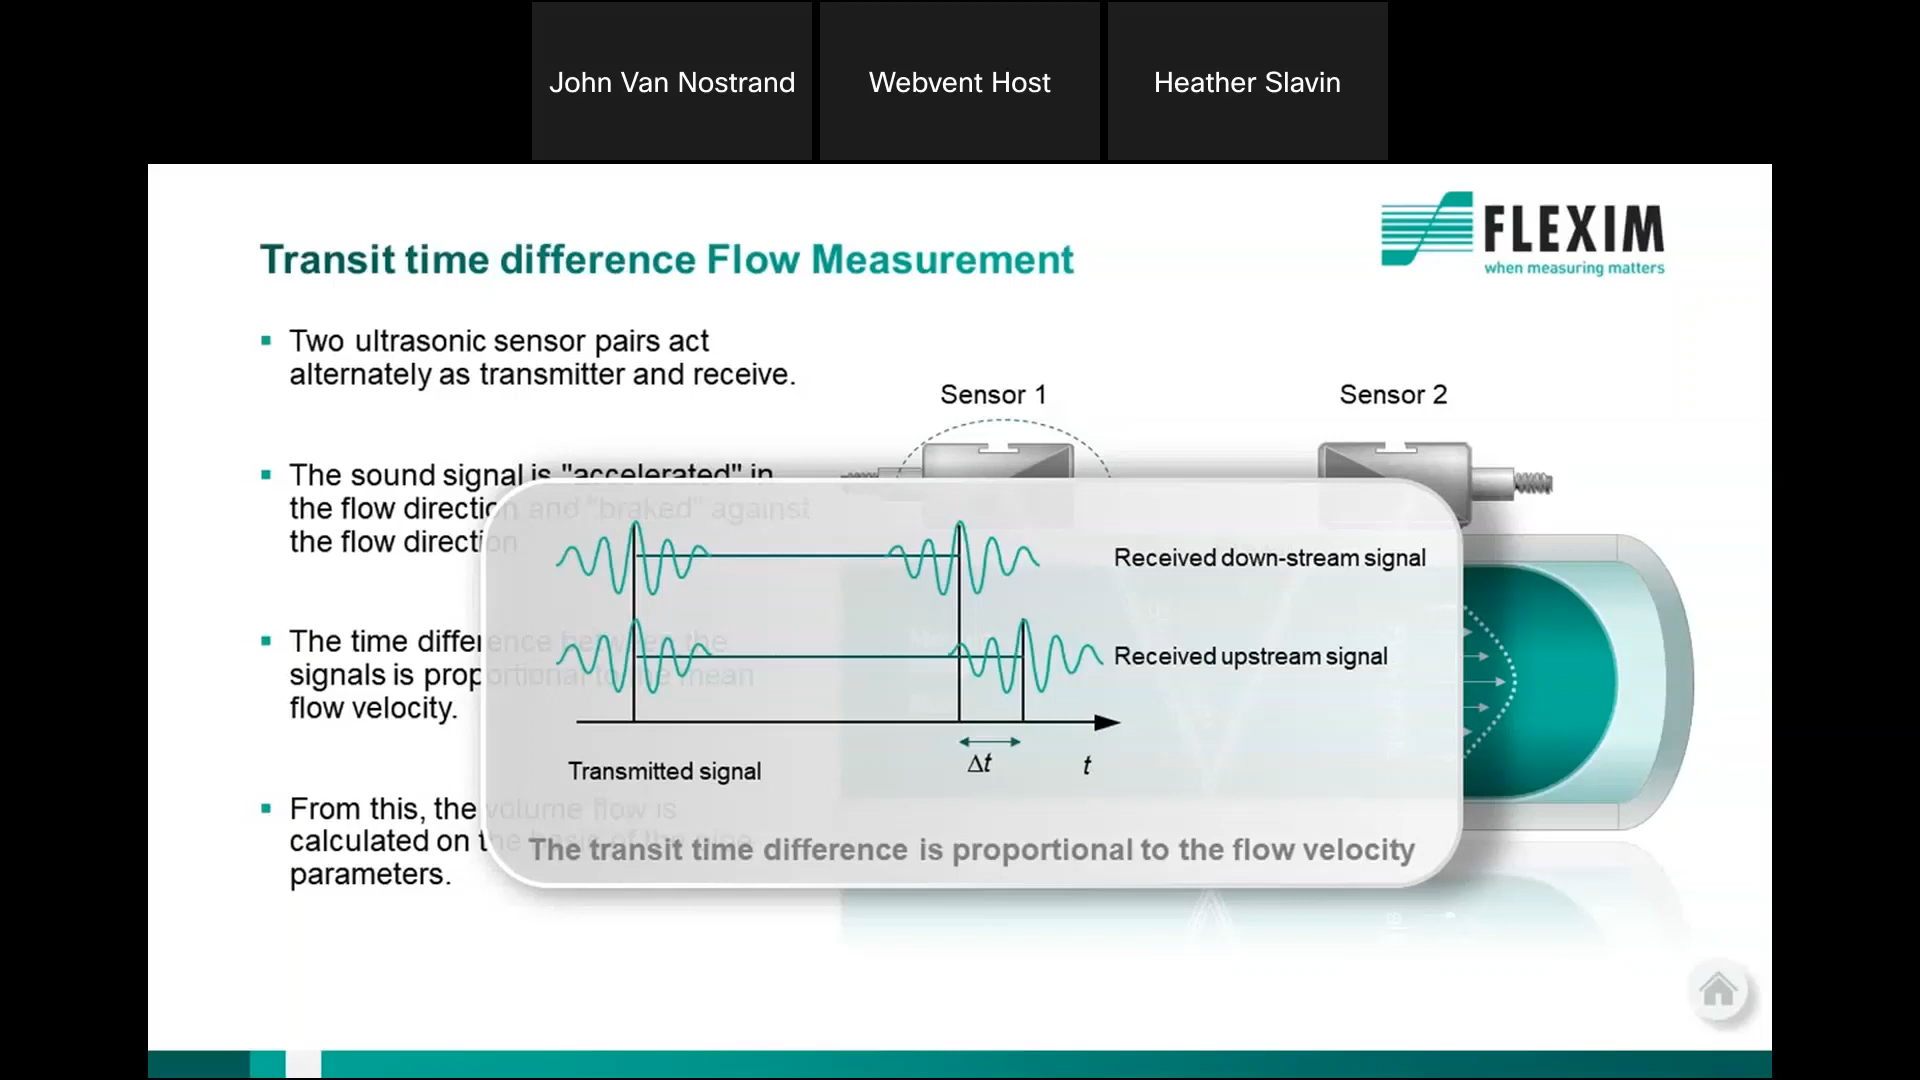 John Van Nostrand
Webvent Host
Heather Slavin
FLEXIM
when measuring matters
Transit time difference Flow Measurement
Two ultrasonic sensor pairs act
alternately as transmitter and receive.
The sound signal is "accelerated" in
the flow direction and "braked" against
the flow direction
The time difference between the
signals is proportional to the mean
flow velocity.
From this, the volume flow is
calculated on the basis of the pipe
parameters.
Sensor 1
Sensor 2
Received down-stream signal
Received upstream signal
Δt
t
Transmitted signal
The transit time difference is proportional to the flow velocity